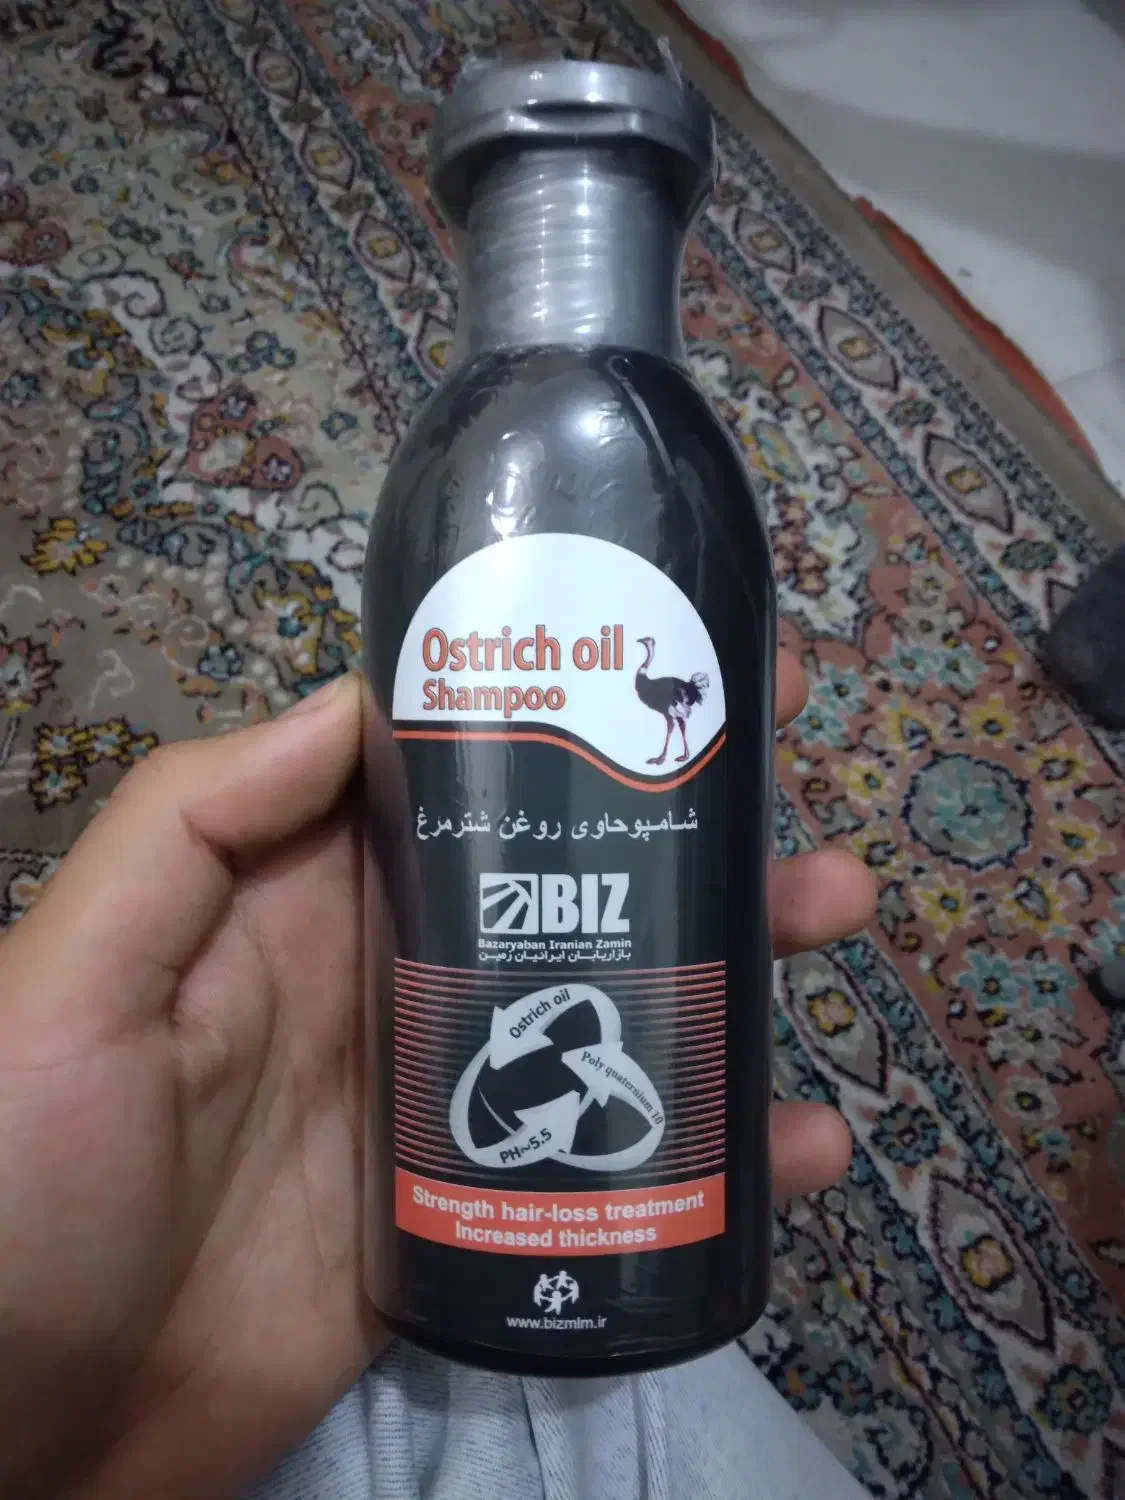 Ostrich oil
Shampoo
شامپوحاوی روغن شترمرغ
BIZ
Bazaryaban Iranian Zamin
بازاریابان ایرانیان زمین
Ostrich oil
Poly quaternium 10
PH~5.5
Strength hair-loss treatment
Increased thickness
www.bizmlm.ir